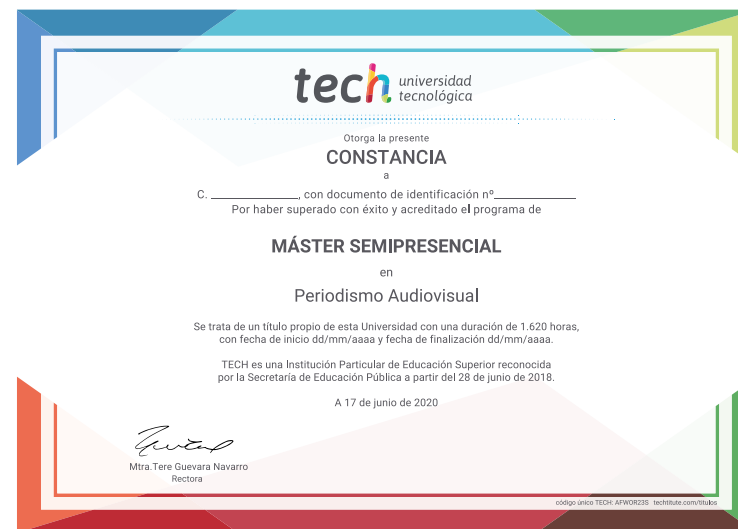 tech universidad
tecnológica
Otorga la presente
CONSTANCIA
a
C. ______________, con documento de identificación nº_____________
Por haber superado con éxito y acreditado el programa de
MÁSTER SEMIPRESENCIAL
en
Periodismo Audiovisual
Se trata de un título propio de esta Universidad con una duración de 1.620 horas,
con fecha de inicio dd/mm/aaaa y fecha de finalización dd/mm/aaaa.
TECH es una Institución Particular de Educación Superior reconocida
por la Secretaría de Educación Pública a partir del 28 de junio de 2018.
A 17 de junio de 2020
Mtra.Tere Guevara Navarro
Rectora
código único TECH: AFWOR23S techtitute.com/titulos